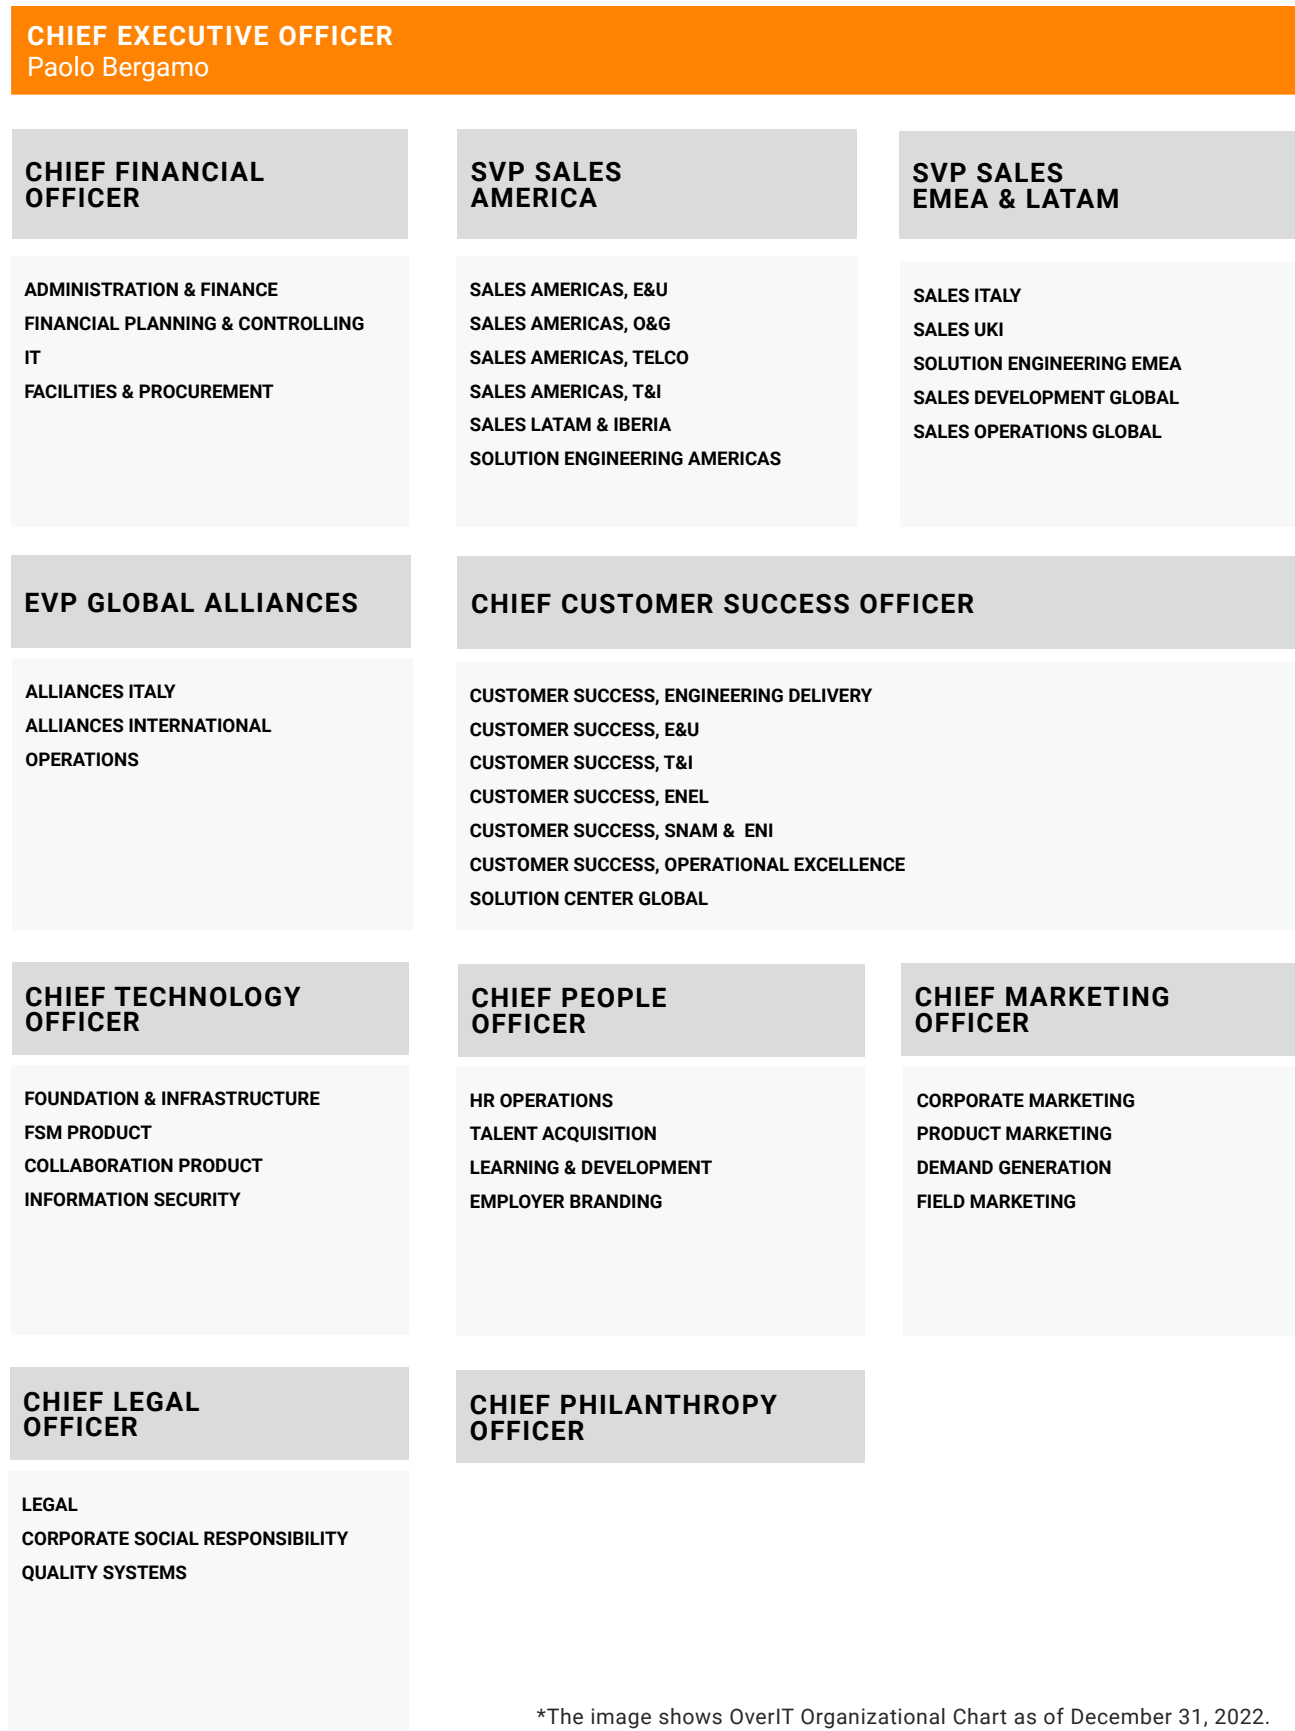 CHIEF EXECUTIVE OFFICER
Paolo Bergamo
CHIEF FINANCIAL
OFFICER
ADMINISTRATION & FINANCE
FINANCIAL PLANNING & CONTROLLING
IT
FACILITIES & PROCUREMENT
SVP SALES
AMERICA
SALES AMERICAS, E&U
SALES AMERICAS, O&G
SALES AMERICAS, TELCO
SALES AMERICAS, T&I
SALES LATAM & IBERIA
SOLUTION ENGINEERING AMERICAS
SVP SALES
EMEA & LATAM
SALES ITALY
SALES UKI
SOLUTION ENGINEERING EMEA
SALES DEVELOPMENT GLOBAL
SALES OPERATIONS GLOBAL
EVP GLOBAL ALLIANCES
ALLIANCES ITALY
ALLIANCES INTERNATIONAL
OPERATIONS
CHIEF CUSTOMER SUCCESS OFFICER
CUSTOMER SUCCESS, ENGINEERING DELIVERY
CUSTOMER SUCCESS, E&U
CUSTOMER SUCCESS, T&I
CUSTOMER SUCCESS, ENEL
CUSTOMER SUCCESS, SNAM & ENI
CUSTOMER SUCCESS, OPERATIONAL EXCELLENCE
SOLUTION CENTER GLOBAL
CHIEF TECHNOLOGY
OFFICER
FOUNDATION & INFRASTRUCTURE
FSM PRODUCT
COLLABORATION PRODUCT
INFORMATION SECURITY
CHIEF PEOPLE
OFFICER
HR OPERATIONS
TALENT ACQUISITION
LEARNING & DEVELOPMENT
EMPLOYER BRANDING
CHIEF MARKETING
OFFICER
CORPORATE MARKETING
PRODUCT MARKETING
DEMAND GENERATION
FIELD MARKETING
CHIEF LEGAL
OFFICER
LEGAL
CORPORATE SOCIAL RESPONSIBILITY
QUALITY SYSTEMS
CHIEF PHILANTHROPY
OFFICER
*The image shows OverIT Organizational Chart as of December 31, 2022.